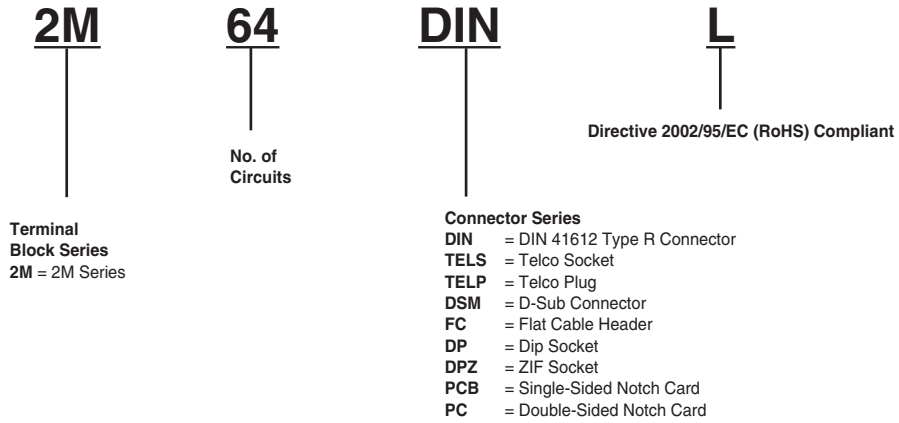 2M 64 DIN L
Directive 2002/95/EC (RoHS) Compliant
No. of
Circuits
Terminal
Block Series
2M = 2M Series
Connector Series
DIN = DIN 41612 Type R Connector
TELS = Telco Socket
TELP = Telco Plug
DSM = D-Sub Connector
FC = Flat Cable Header
DP = Dip Socket
DPZ = ZIF Socket
PCB = Single-Sided Notch Card
PC = Double-Sided Notch Card